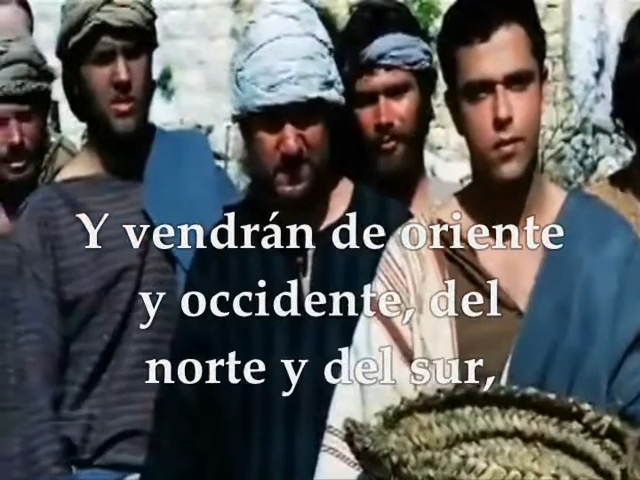 Y vendrán de oriente
y occidente, del
norte y del sur,